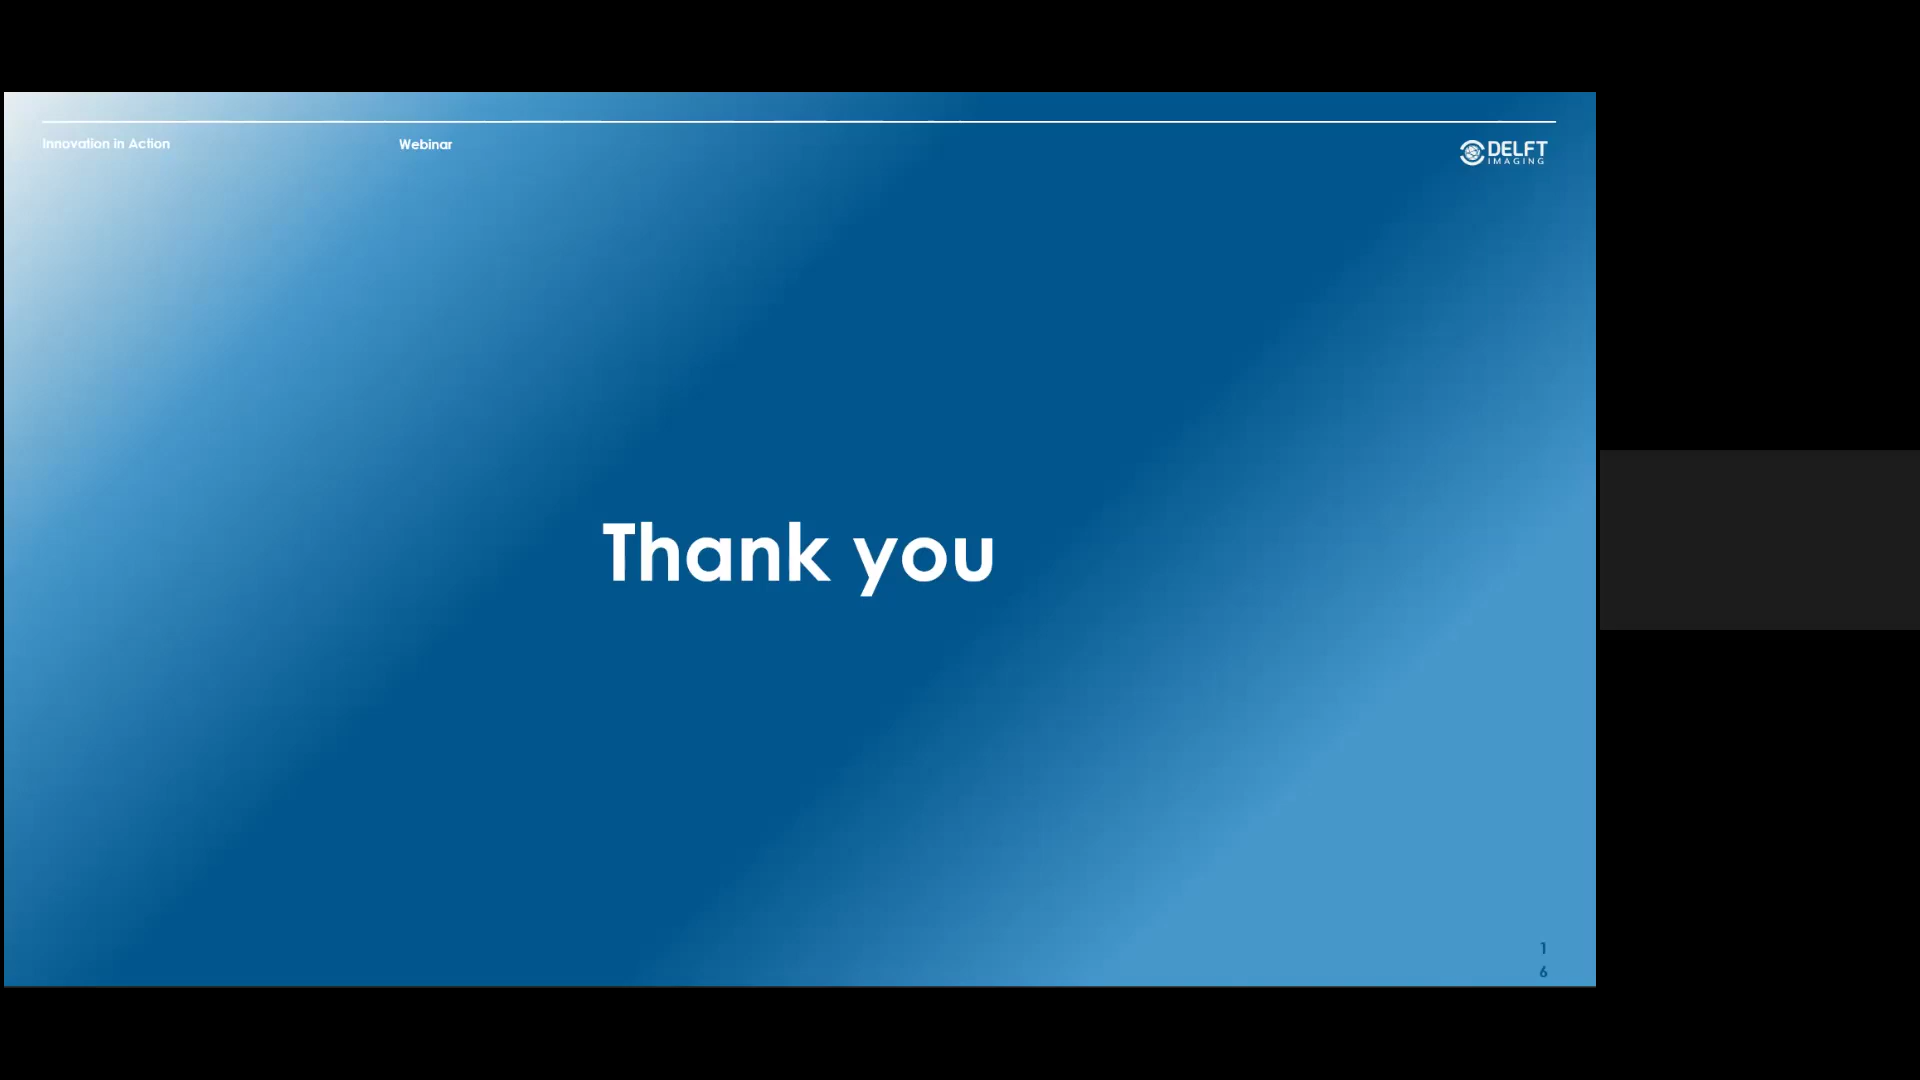 Innovation in Action
Webinar
DELFT
IMAGING
Thank you
1
6